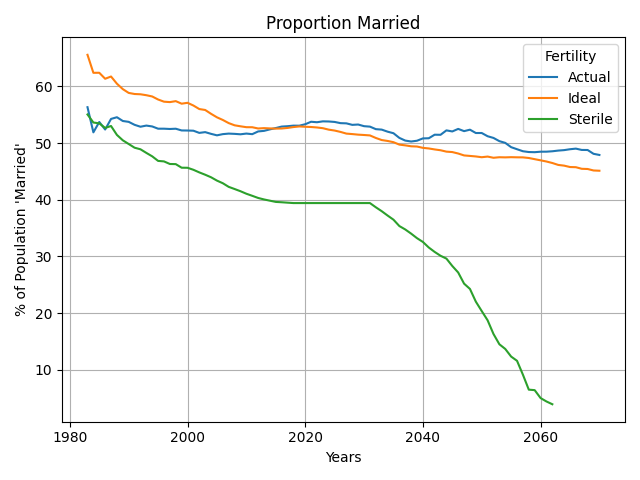 Proportion Married
Fertility
Actual
Ideal
Sterile
% of Population 'Married'
60
50
40
30
20
10
1980
2000
2020
2040
2060
Years